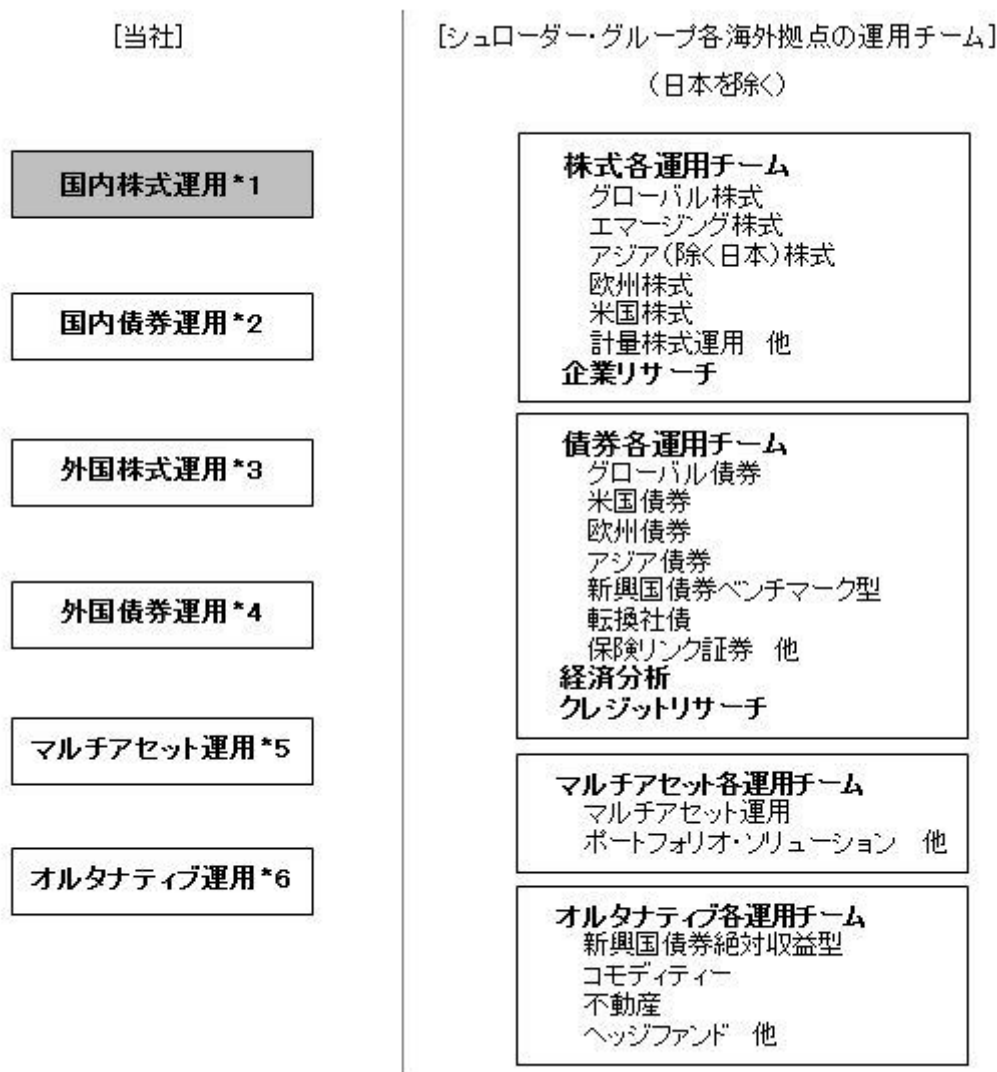 [当社]
国内株式運用*1
国内債券運用*2
外国株式運用*3
外国債券運用*4
マルチアセット運用*5
オルタナティブ運用*6
[シュローダー・グループ各海外拠点の運用チーム]
(日本を除く)
株式各運用チーム
グローバル株式
エマージング株式
アジア(除く日本)株式
欧州株式
米国株式
計量株式運用 他
企業リサーチ
債券各運用チーム
グローバル債券
米国債券
欧州債券
アジア債券
新興国債券ベンチマーク型
転換社債
保険リンク証券 他
経済分析
クレジットリサーチ
マルチアセット各運用チーム
マルチアセット運用
ポートフォリオ・ソリューション 他
オルタナティブ各運用チーム
新興国債券絶対収益型
コモディティー
不動産
ヘッジファンド 他